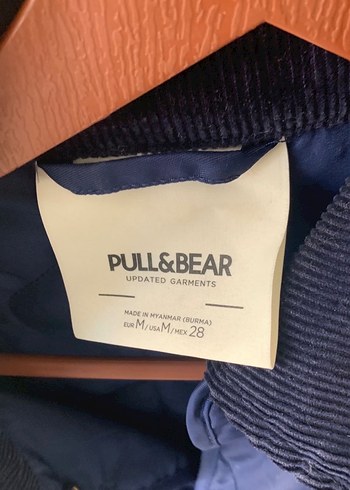 PULL&BEAR
UPDATED GARMENTS
MADE IN MYANMAR (BURMA)
EUR M / USA M / MEX 28